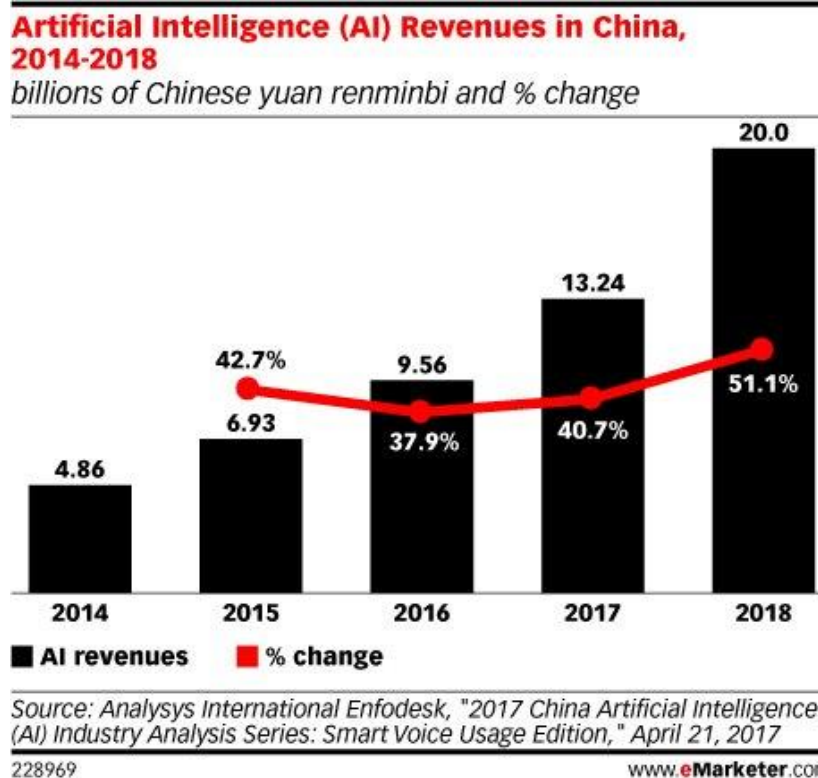 Artificial Intelligence (AI) Revenues in China,
2014-2018
billions of Chinese yuan renminbi and % change
20.0
13.24
42.7%
9.56
51.1%
6.93
37.9%
40.7%
4.86
2014 2015 2016 2017 2018
AI revenues % change
Source: Analysys International Enfodesk, "2017 China Artificial Intelligence
(AI) Industry Analysis Series: Smart Voice Usage Edition," April 21, 2017
228969 www.eMarketer.com